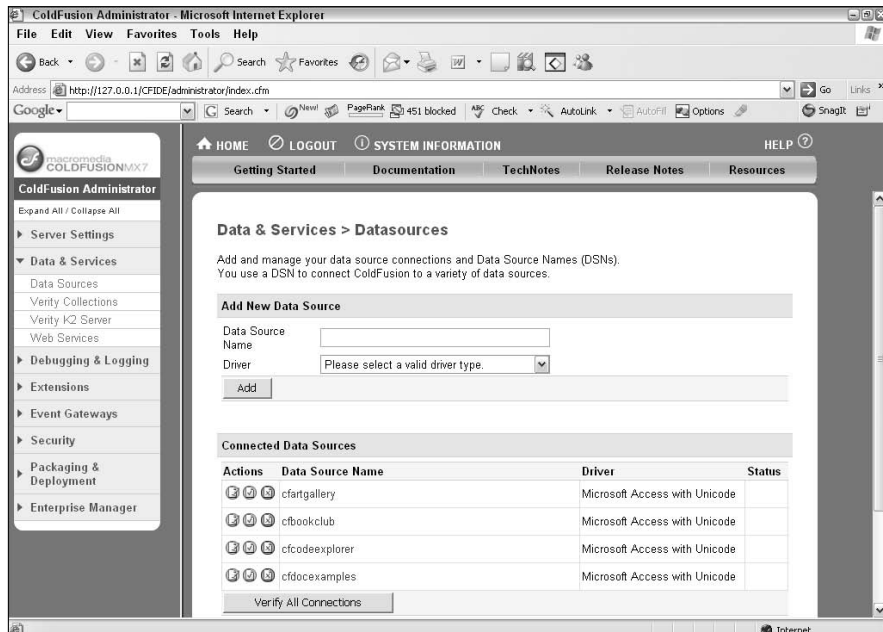 ColdFusion Administrator - Microsoft Internet Explorer
File Edit View Favorites Tools Help
Back Search Favorites
Address http://127.0.0.1/CFIDE/administrator/index.cfm Go Links »
Google Search New! PageRank 451 blocked ABC Check AutoLink AutoFill Options SnagIt
macromedia
COLDFUSION MX7
ColdFusion Administrator
Expand All / Collapse All
Server Settings
Data & Services
Data Sources
Verity Collections
Verity K2 Server
Web Services
Debugging & Logging
Extensions
Event Gateways
Security
Packaging &
Deployment
Enterprise Manager
HOME LOGOUT SYSTEM INFORMATION HELP
Getting Started Documentation TechNotes Release Notes Resources
Data & Services > Datasources
Add and manage your data source connections and Data Source Names (DSNs).
You use a DSN to connect ColdFusion to a variety of data sources.
Add New Data Source
Data Source
Name
Driver Please select a valid driver type.
Add
Connected Data Sources
Actions Data Source Name Driver Status
cfartgallery Microsoft Access with Unicode
cfbookclub Microsoft Access with Unicode
cfcodeexplorer Microsoft Access with Unicode
cfdocexamples Microsoft Access with Unicode
Verify All Connections
Internet